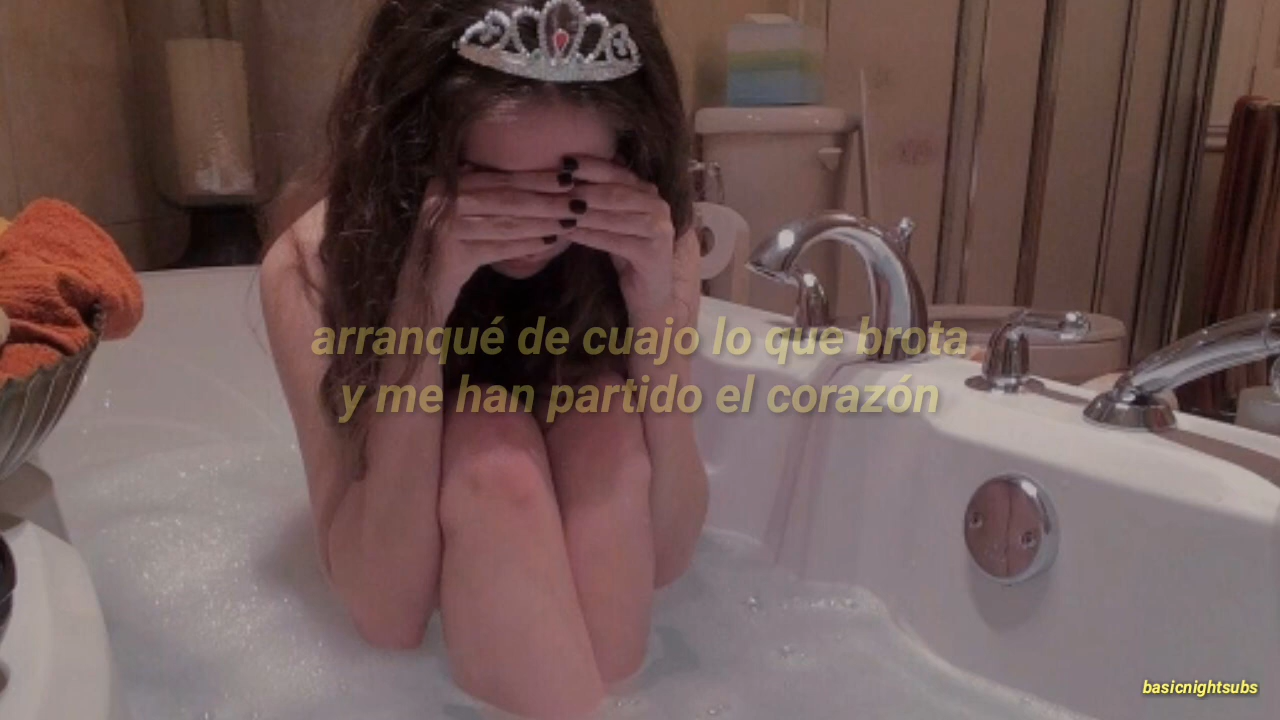 arranqué de cuajo lo que brota
y me han partido el corazón
basicnightsubs